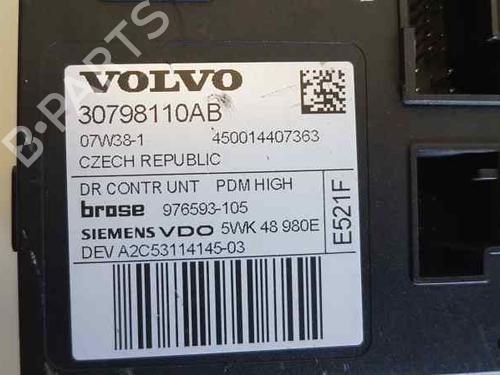 VOLVO
30798110AB
07W38-1 450014407363
CZECH REPUBLIC
DR CONTR UNT PDM HIGH
brose 976593-105
SIEMENS VDO 5WK 48 980E
DEV A2C53114145-03
E521F
B-PARTS